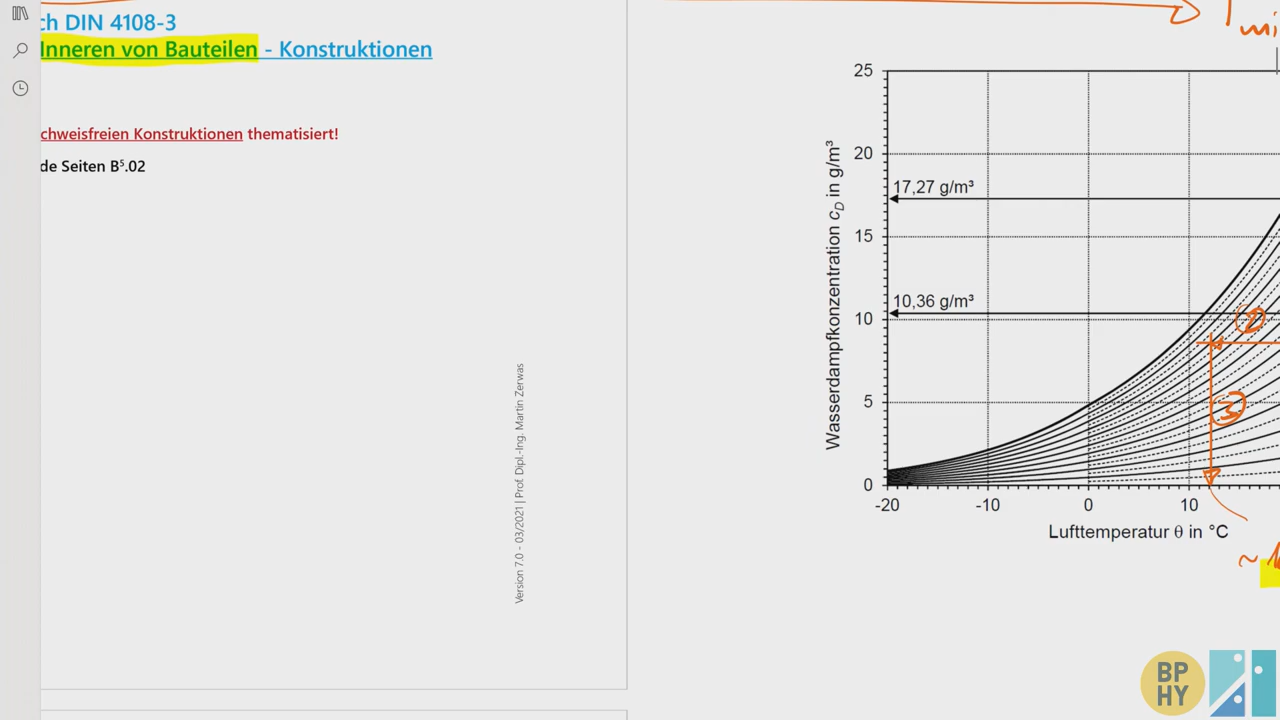 ch DIN 4108-3
Inneren von Bauteilen - Konstruktionen
chweisfreien Konstruktionen thematisiert!
de Seiten B⁵.02
Version 7.0 - 03/2021 | Prof. Dipl.-Ing. Martin Zerwas
Wasserdampfkonzentration c_D in g/m³
25
20
17,27 g/m³
15
10,36 g/m³
10
5
0
-20 -10 0 10
Lufttemperatur θ in °C
②
③
BP
HY